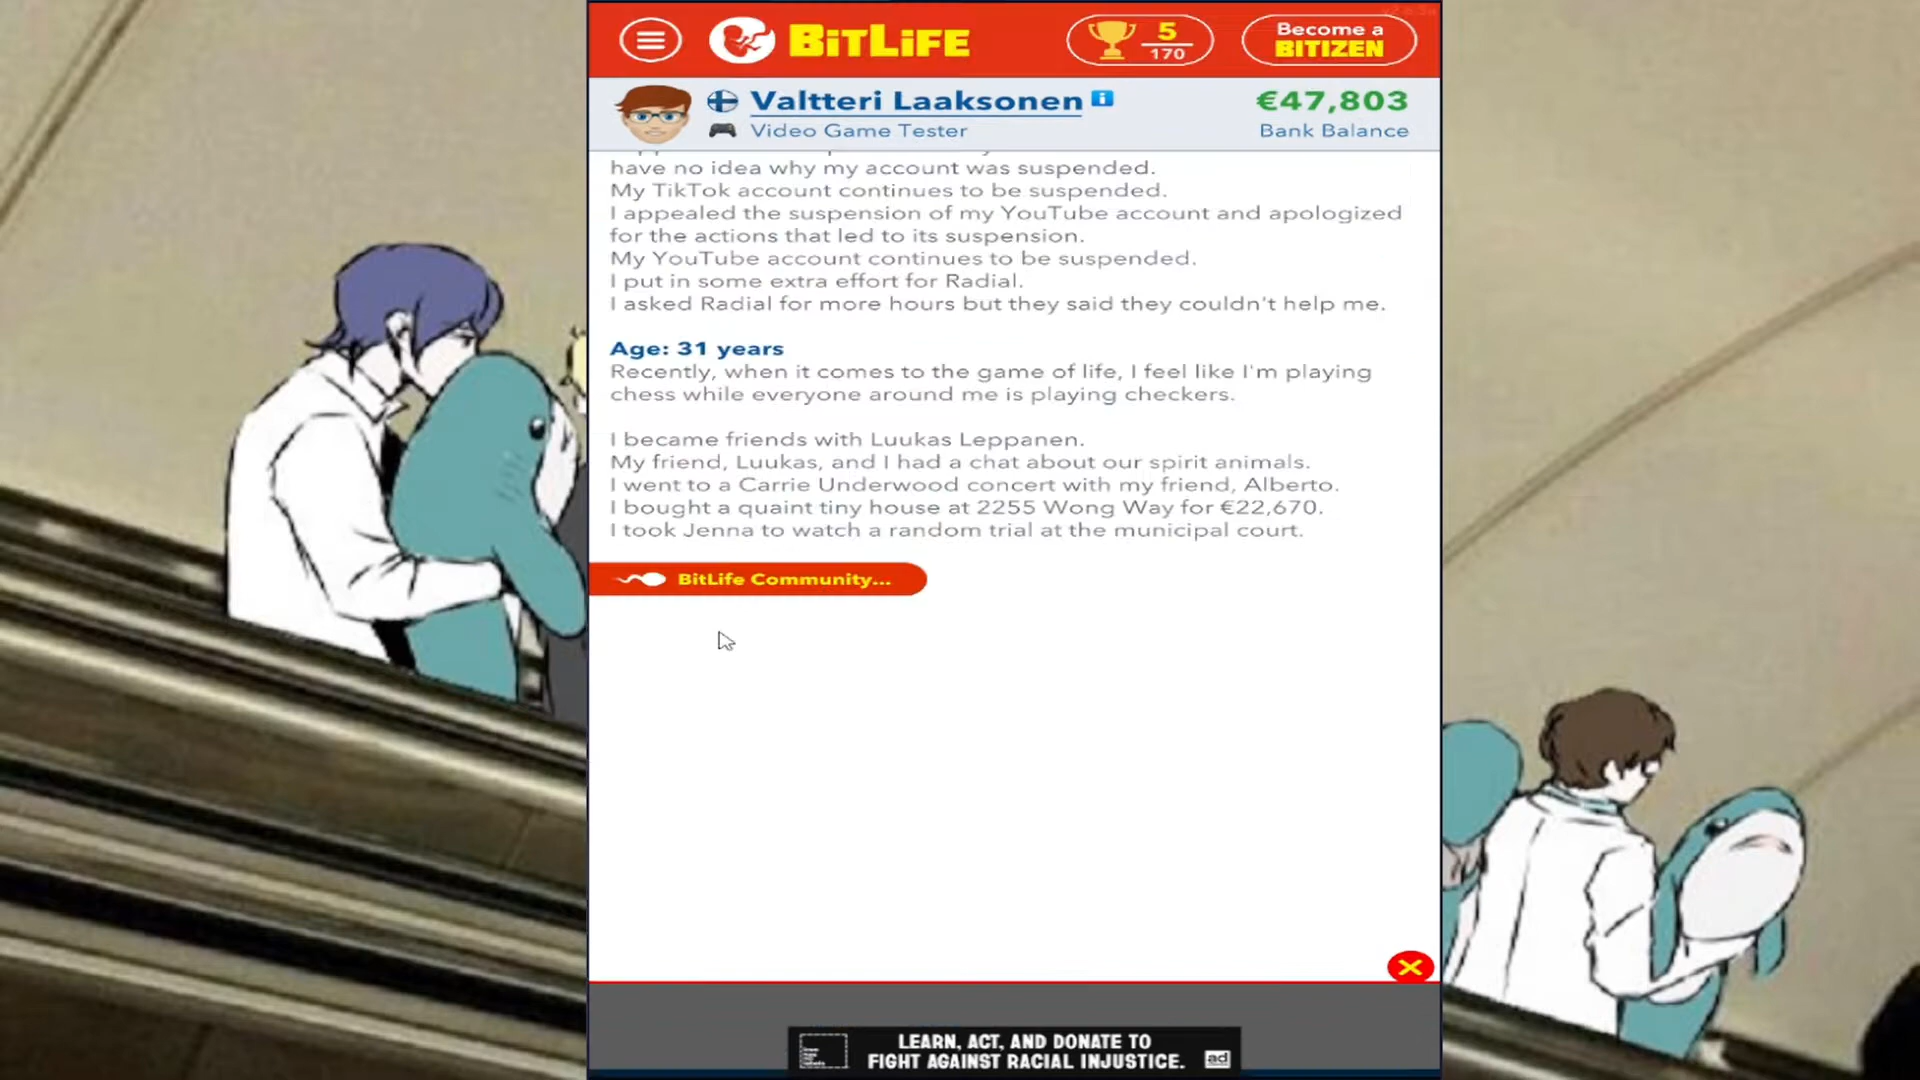 BiTLiFE
5
170
Become a
BITIZEN
Valtteri Laaksonen
€47,803
Video Game Tester
Bank Balance
have no idea why my account was suspended.
My TikTok account continues to be suspended.
I appealed the suspension of my YouTube account and apologized
for the actions that led to its suspension.
My YouTube account continues to be suspended.
I put in some extra effort for Radial.
I asked Radial for more hours but they said they couldn't help me.
Age: 31 years
Recently, when it comes to the game of life, I feel like I'm playing
chess while everyone around me is playing checkers.
I became friends with Luukas Leppanen.
My friend, Luukas, and I had a chat about our spirit animals.
I went to a Carrie Underwood concert with my friend, Alberto.
I bought a quaint tiny house at 2255 Wong Way for €22,670.
I took Jenna to watch a random trial at the municipal court.
BitLife Community...
LEARN, ACT, AND DONATE TO
FIGHT AGAINST RACIAL INJUSTICE.
ad